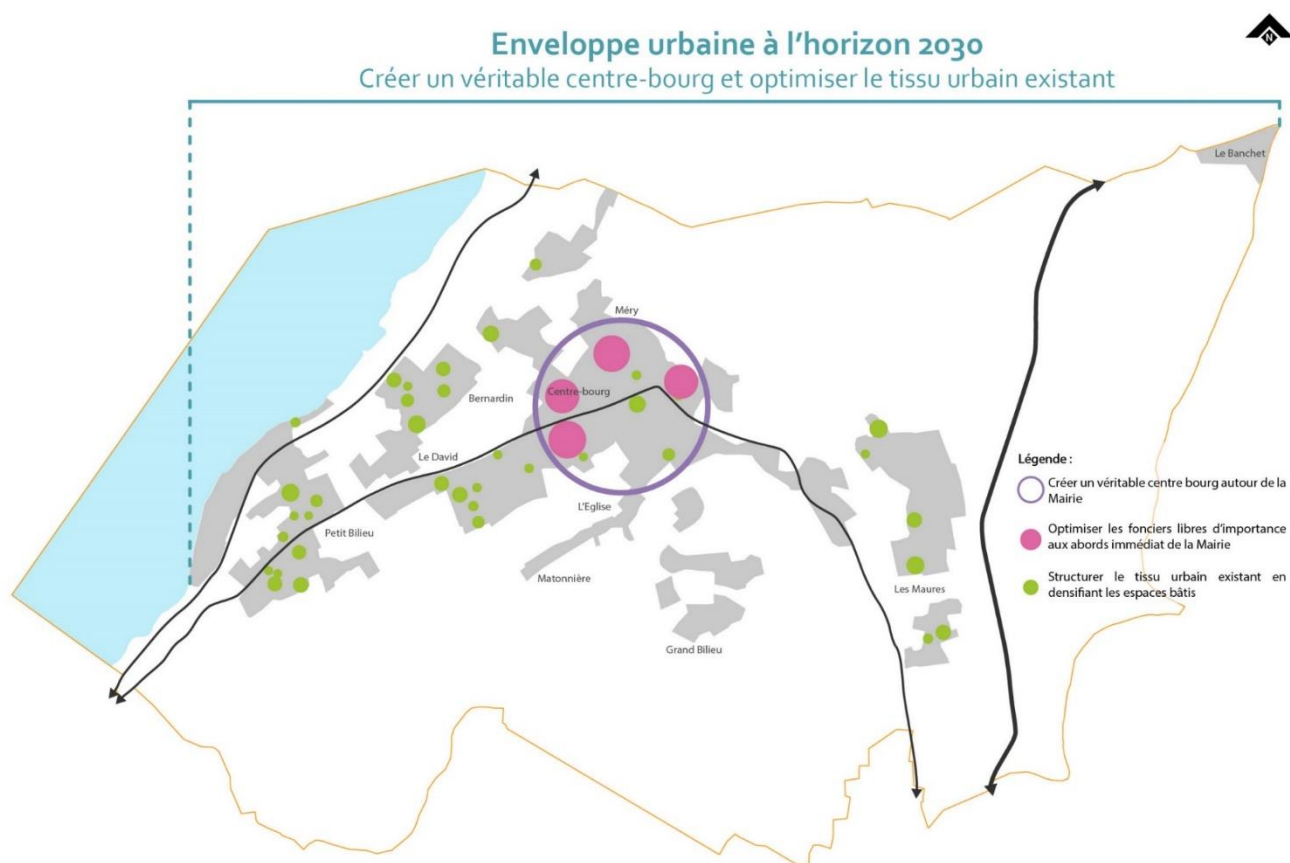 N
Enveloppe urbaine à l'horizon 2030
Créer un véritable centre-bourg et optimiser le tissu urbain existant
Le Banchet
Méry
Centre-bourg
Bernardin
Le David
Petit Bilieu
L'Eglise
Matonnière
Grand Bilieu
Les Maures
Légende :
Créer un véritable centre bourg autour de la
Mairie
Optimiser les fonciers libres d'importance
aux abords immédiat de la Mairie
Structurer le tissu urbain existant en
densifiant les espaces bâtis